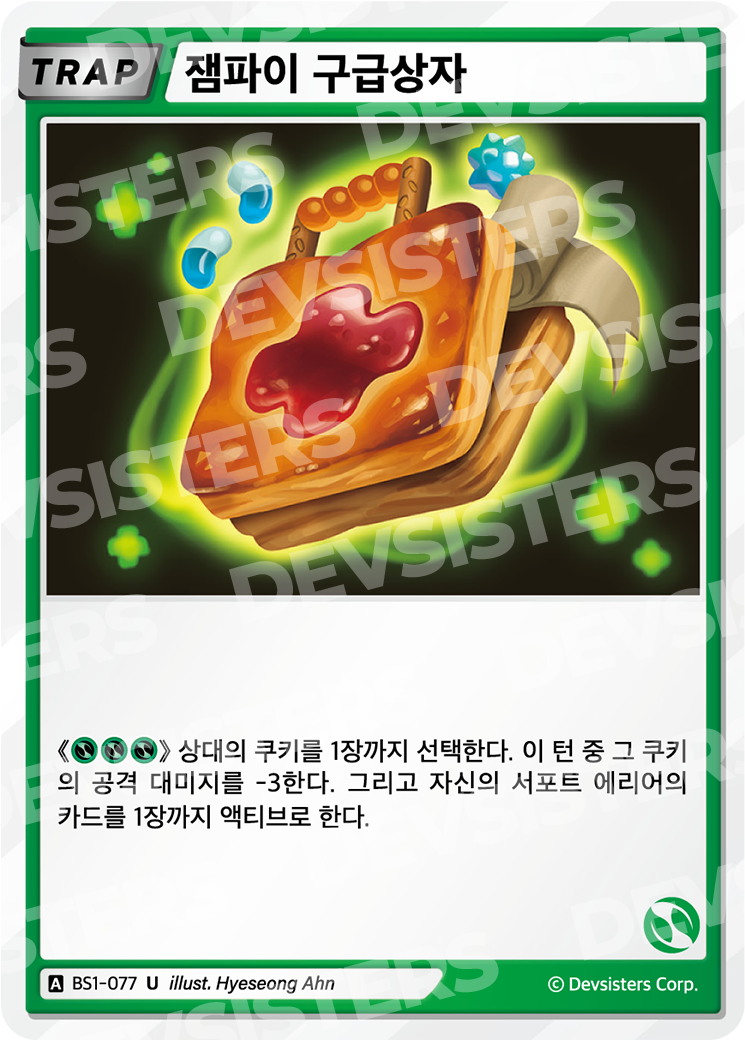 TRAP 잼파이 구급상자
《》 상대의 쿠키를 1장까지 선택한다. 이 턴 중 그 쿠키
의 공격 대미지를 -3한다. 그리고 자신의 서포트 에리어의
카드를 1장까지 액티브로 한다.
A BS1-077 U illust. Hyeseong Ahn
© Devsisters Corp.
DEVSISTERS